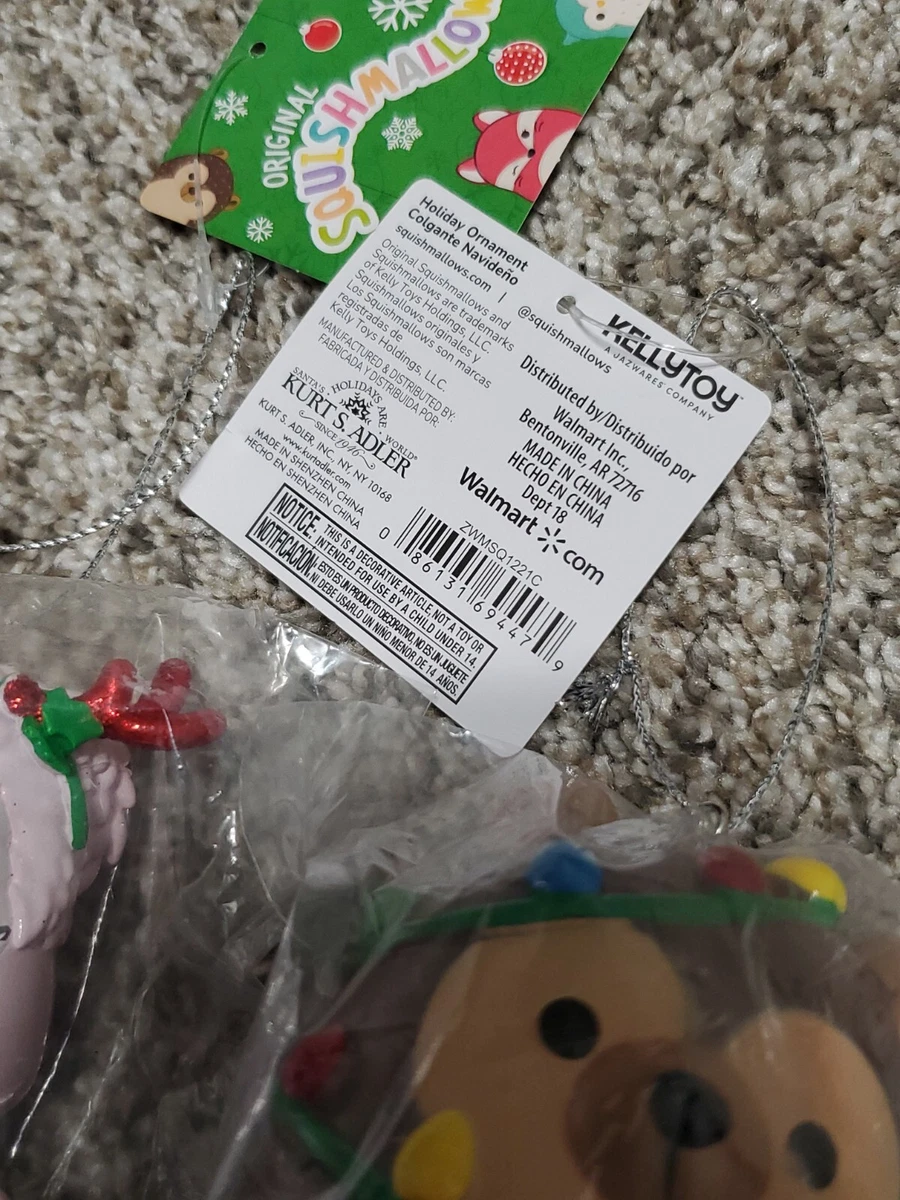 ORIGINAL
SQUISHMALLOW
Holiday Ornament
Colgante Navideño
squishmallows.com | @squishmallows
Original Squishmallows and
Squishmallows are trademarks
of Kelly Toys Holdings, LLC.
Los Squishmallows originales y
Squishmallows son marcas
registradas de
Kelly Toys Holdings, LLC.
MANUFACTURED & DISTRIBUTED BY:
FABRICADA Y DISTRIBUIDA POR:
SANTA'S HOLIDAYS ARE WORLD®
KURT S. ADLER
SINCE 1946
KURT S. ADLER, INC, NY, NY 10168
www.kurtadler.com
MADE IN SHENZHEN CHINA
HECHO EN SHENZHEN CHINA
KELLYTOY™
A JAZWARES COMPANY
Distributed by/Distribuido por
Walmart Inc.,
Bentonville, AR 72716
MADE IN CHINA
HECHO EN CHINA
Dept 18
Walmart.com
ZWMSQ1221C
0 86131 69447 9
NOTICE: THIS IS A DECORATIVE ARTICLE, NOT A TOY OR
INTENDED FOR USE BY A CHILD UNDER 14.
NOTIFICACION: ESTO ES UN PRODUCTO DECORATIVO, NO ES UN JUGUETE
NI DEBE USARLO UN NIÑO MENOR DE 14 AÑOS.